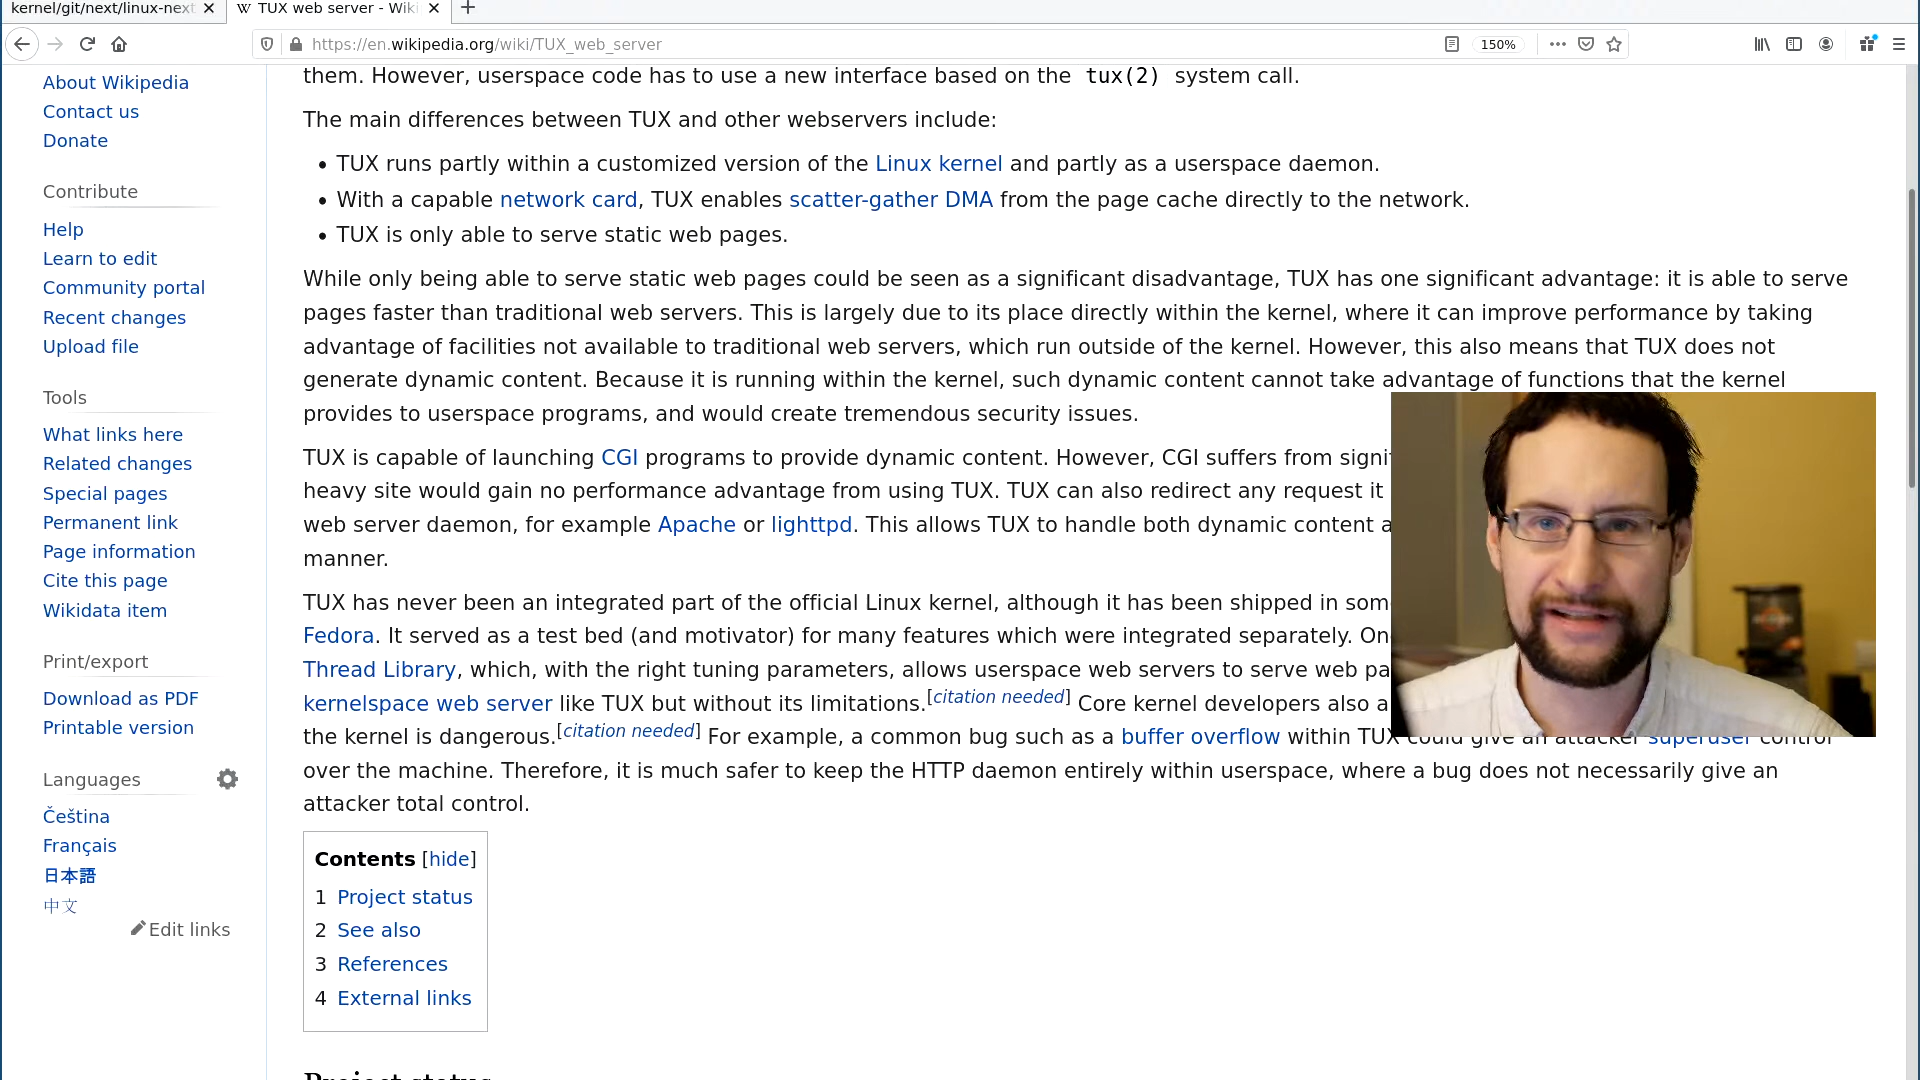 kernel/git/next/linux-next
W TUX web server - Wiki
https://en.wikipedia.org/wiki/TUX_web_server
150%
About Wikipedia
Contact us
Donate
Contribute
Help
Learn to edit
Community portal
Recent changes
Upload file
Tools
What links here
Related changes
Special pages
Permanent link
Page information
Cite this page
Wikidata item
Print/export
Download as PDF
Printable version
Languages
Čeština
Français
日本語
中文
Edit links
them. However, userspace code has to use a new interface based on the tux(2) system call.
The main differences between TUX and other webservers include:
• TUX runs partly within a customized version of the Linux kernel and partly as a userspace daemon.
• With a capable network card, TUX enables scatter-gather DMA from the page cache directly to the network.
• TUX is only able to serve static web pages.
While only being able to serve static web pages could be seen as a significant disadvantage, TUX has one significant advantage: it is able to serve
pages faster than traditional web servers. This is largely due to its place directly within the kernel, where it can improve performance by taking
advantage of facilities not available to traditional web servers, which run outside of the kernel. However, this also means that TUX does not
generate dynamic content. Because it is running within the kernel, such dynamic content cannot take advantage of functions that the kernel
provides to userspace programs, and would create tremendous security issues.
TUX is capable of launching CGI programs to provide dynamic content. However, CGI suffers from
heavy site would gain no performance advantage from using TUX. TUX can also redirect any request it
web server daemon, for example Apache or lighttpd. This allows TUX to handle both dynamic content
manner.
TUX has never been an integrated part of the official Linux kernel, although it has been shipped in
Fedora. It served as a test bed (and motivator) for many features which were integrated separately.
Thread Library, which, with the right tuning parameters, allows userspace web servers to serve web
kernelspace web server like TUX but without its limitations.[citation needed] Core kernel developers also
the kernel is dangerous.[citation needed] For example, a common bug such as a buffer overflow within TUX could give an attacker superuser control
over the machine. Therefore, it is much safer to keep the HTTP daemon entirely within userspace, where a bug does not necessarily give an
attacker total control.
Contents [hide]
1 Project status
2 See also
3 References
4 External links
Project status